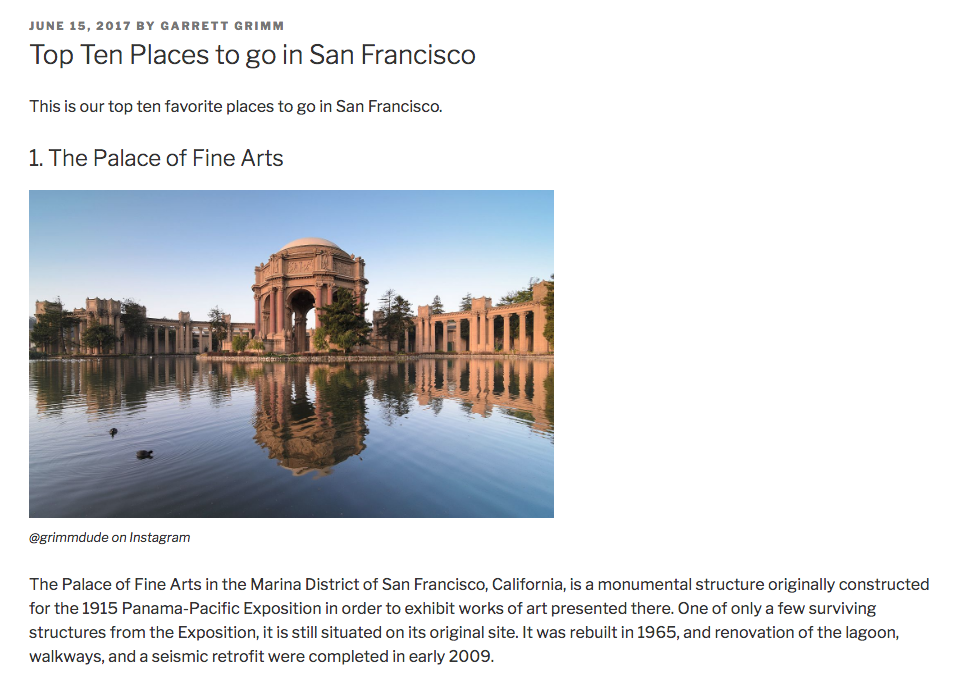 JUNE 15, 2017 BY GARRETT GRIMM
Top Ten Places to go in San Francisco
This is our top ten favorite places to go in San Francisco.
1. The Palace of Fine Arts
@grimmdude on Instagram
The Palace of Fine Arts in the Marina District of San Francisco, California, is a monumental structure originally constructed
for the 1915 Panama-Pacific Exposition in order to exhibit works of art presented there. One of only a few surviving
structures from the Exposition, it is still situated on its original site. It was rebuilt in 1965, and renovation of the lagoon,
walkways, and a seismic retrofit were completed in early 2009.